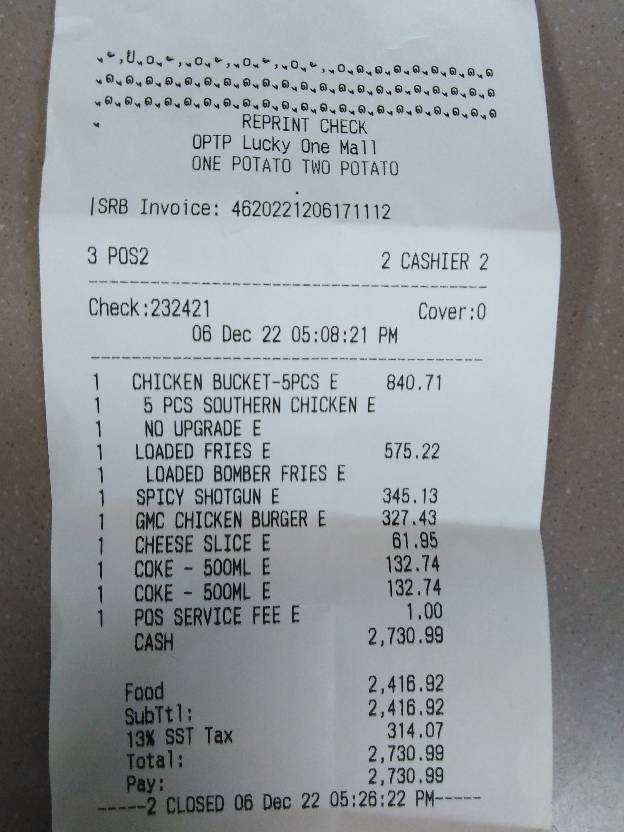 REPRINT CHECK
OPTP Lucky One Mall
ONE POTATO TWO POTATO
SRB Invoice: 4620221206171112
3 POS2 2 CASHIER 2
Check:232421 Cover:0
06 Dec 22 05:08:21 PM
1 CHICKEN BUCKET-5PCS E 840.71
1 5 PCS SOUTHERN CHICKEN E
1 NO UPGRADE E
1 LOADED FRIES E 575.22
1 LOADED BOMBER FRIES E
1 SPICY SHOTGUN E 345.13
1 GMC CHICKEN BURGER E 327.43
1 CHEESE SLICE E 61.95
1 COKE - 500ML E 132.74
1 COKE - 500ML E 132.74
1 POS SERVICE FEE E 1.00
CASH 2,730.99
Food 2,416.92
SubTtl: 2,416.92
13% SST Tax 314.07
Total: 2,730.99
Pay: 2,730.99
-----2 CLOSED 06 Dec 22 05:26:22 PM-----